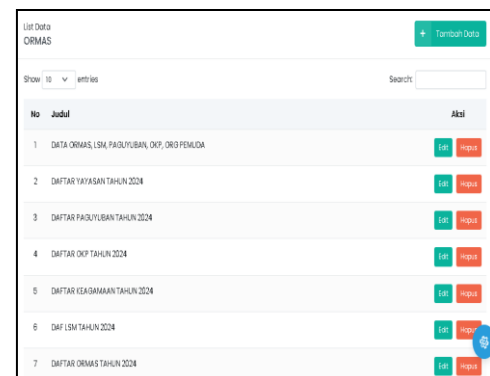 List Data
ORMAS
+ Tambah Data
Show 10 entries
Search:
No Judul Aksi
1 DATA ORMAS, LSM, PAGUYUBAN, OKP, ORG PEMUDA Edit Hapus
2 DAFTAR YAYASAN TAHUN 2024 Edit Hapus
3 DAFTAR PAGUYUBAN TAHUN 2024 Edit Hapus
4 DAFTAR OKP TAHUN 2024 Edit Hapus
5 DAFTAR KEAGAMAAN TAHUN 2024 Edit Hapus
6 DAF LSM TAHUN 2024 Edit Hapus
7 DAFTAR ORMAS TAHUN 2024 Edit Hapus